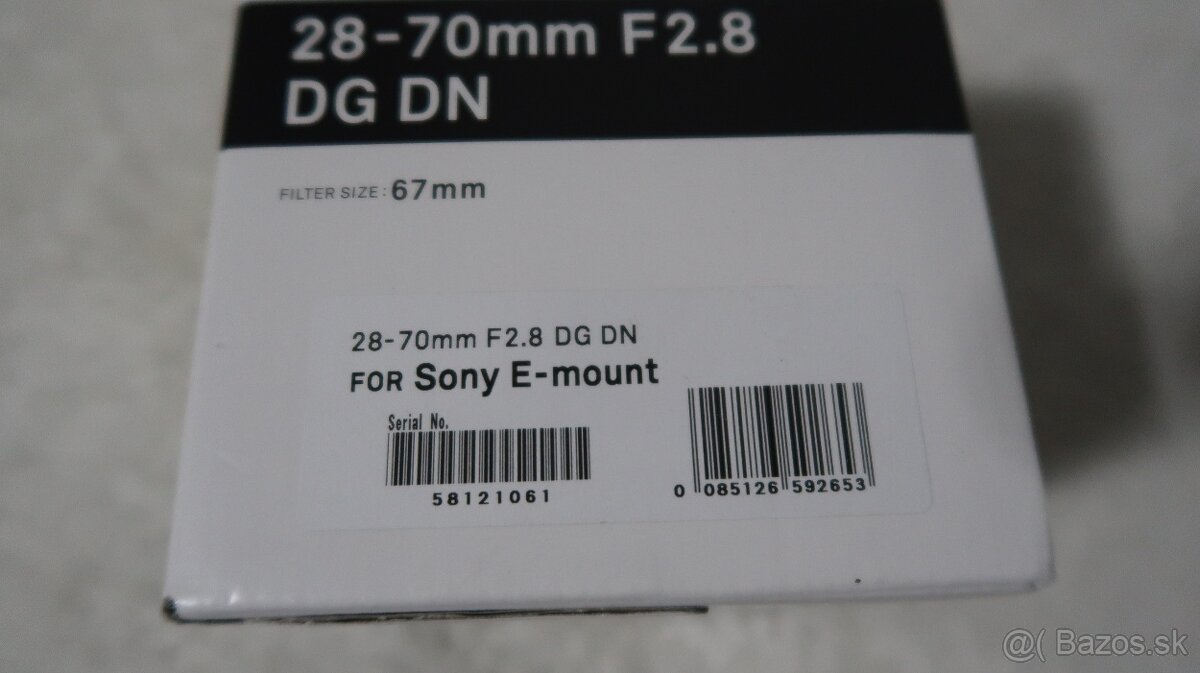 28-70mm F2.8
DG DN
FILTER SIZE: 67mm
28-70mm F2.8 DG DN
FOR Sony E-mount
Serial No.
58121061
0 085126 592653
@( Bazos.sk